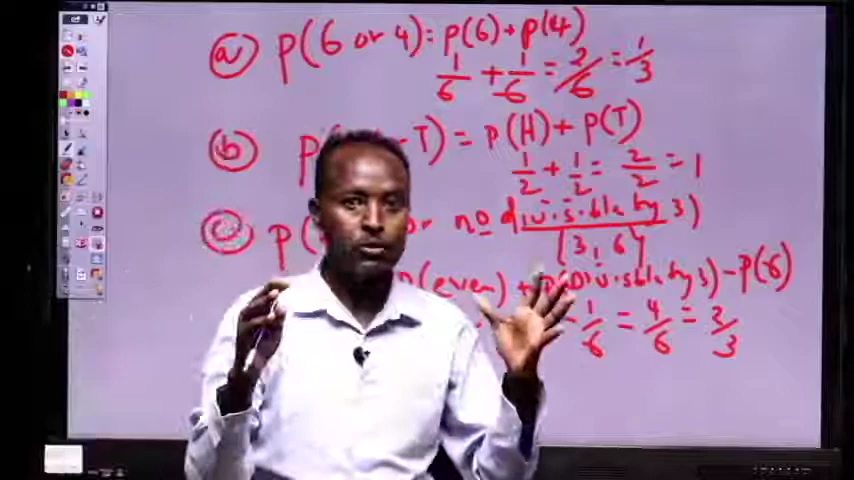 a) P(6 or 4) = P(6) + P(4)
1/6 + 1/6 = 2/6 = 1/3
b) P( - T) = P(H) + P(T)
1/2 + 1/2 = 2/2 = 1
c) P( or no divisible by 3)
(3, 6)
P(even) + P(Divisible by 3) - P(6)
- 1/6 = 4/6 = 2/3